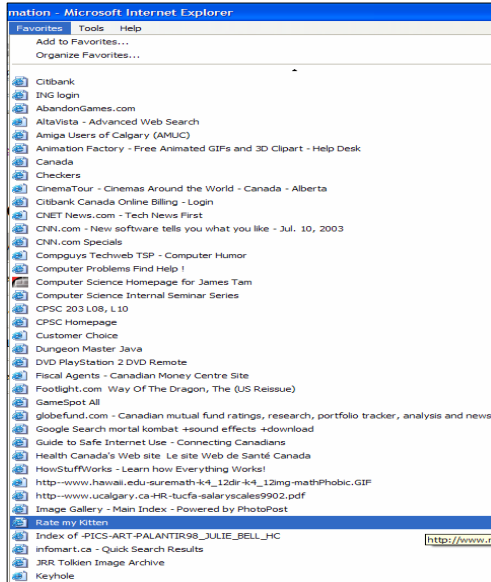 mation - Microsoft Internet Explorer
Favorites Tools Help
Add to Favorites...
Organize Favorites...
Citibank
ING login
AbandonGames.com
AltaVista - Advanced Web Search
Amiga Users of Calgary (AMUC)
Animation Factory - Free Animated GIFs and 3D Clipart - Help Desk
Canada
Checkers
CinemaTour - Cinemas Around the World - Canada - Alberta
Citibank Canada Online Billing - Login
CNET News.com - Tech News First
CNN.com - New software tells you what you like - Jul. 10, 2003
CNN.com Specials
Compguys Techweb TSP - Computer Humor
Computer Problems Find Help !
Computer Science Homepage for James Tam
Computer Science Internal Seminar Series
CPSC 203 L08, L10
CPSC Homepage
Customer Choice
Dungeon Master Java
DVD PlayStation 2 DVD Remote
Fiscal Agents - Canadian Money Centre Site
Footlight.com Way Of The Dragon, The (US Reissue)
GameSpot All
globefund.com - Canadian mutual fund ratings, research, portfolio tracker, analysis and news
Google Search mortal kombat +sound effects +download
Guide to Safe Internet Use - Connecting Canadians
Health Canada's Web site Le site Web de Santé Canada
HowStuffWorks - Learn how Everything Works!
http--www.hawaii.edu-suremath-k4_12dir-k4_12img-mathPhobic.GIF
http--www.ucalgary.ca-HR-tucfa-salaryscales9902.pdf
Image Gallery - Main Index - Powered by PhotoPost
Rate my Kitten
Index of -PICS-ART-PALANTIR98_JULIE_BELL_HC
http://www.r
infomart.ca - Quick Search Results
JRR Tolkien Image Archive
Keyhole